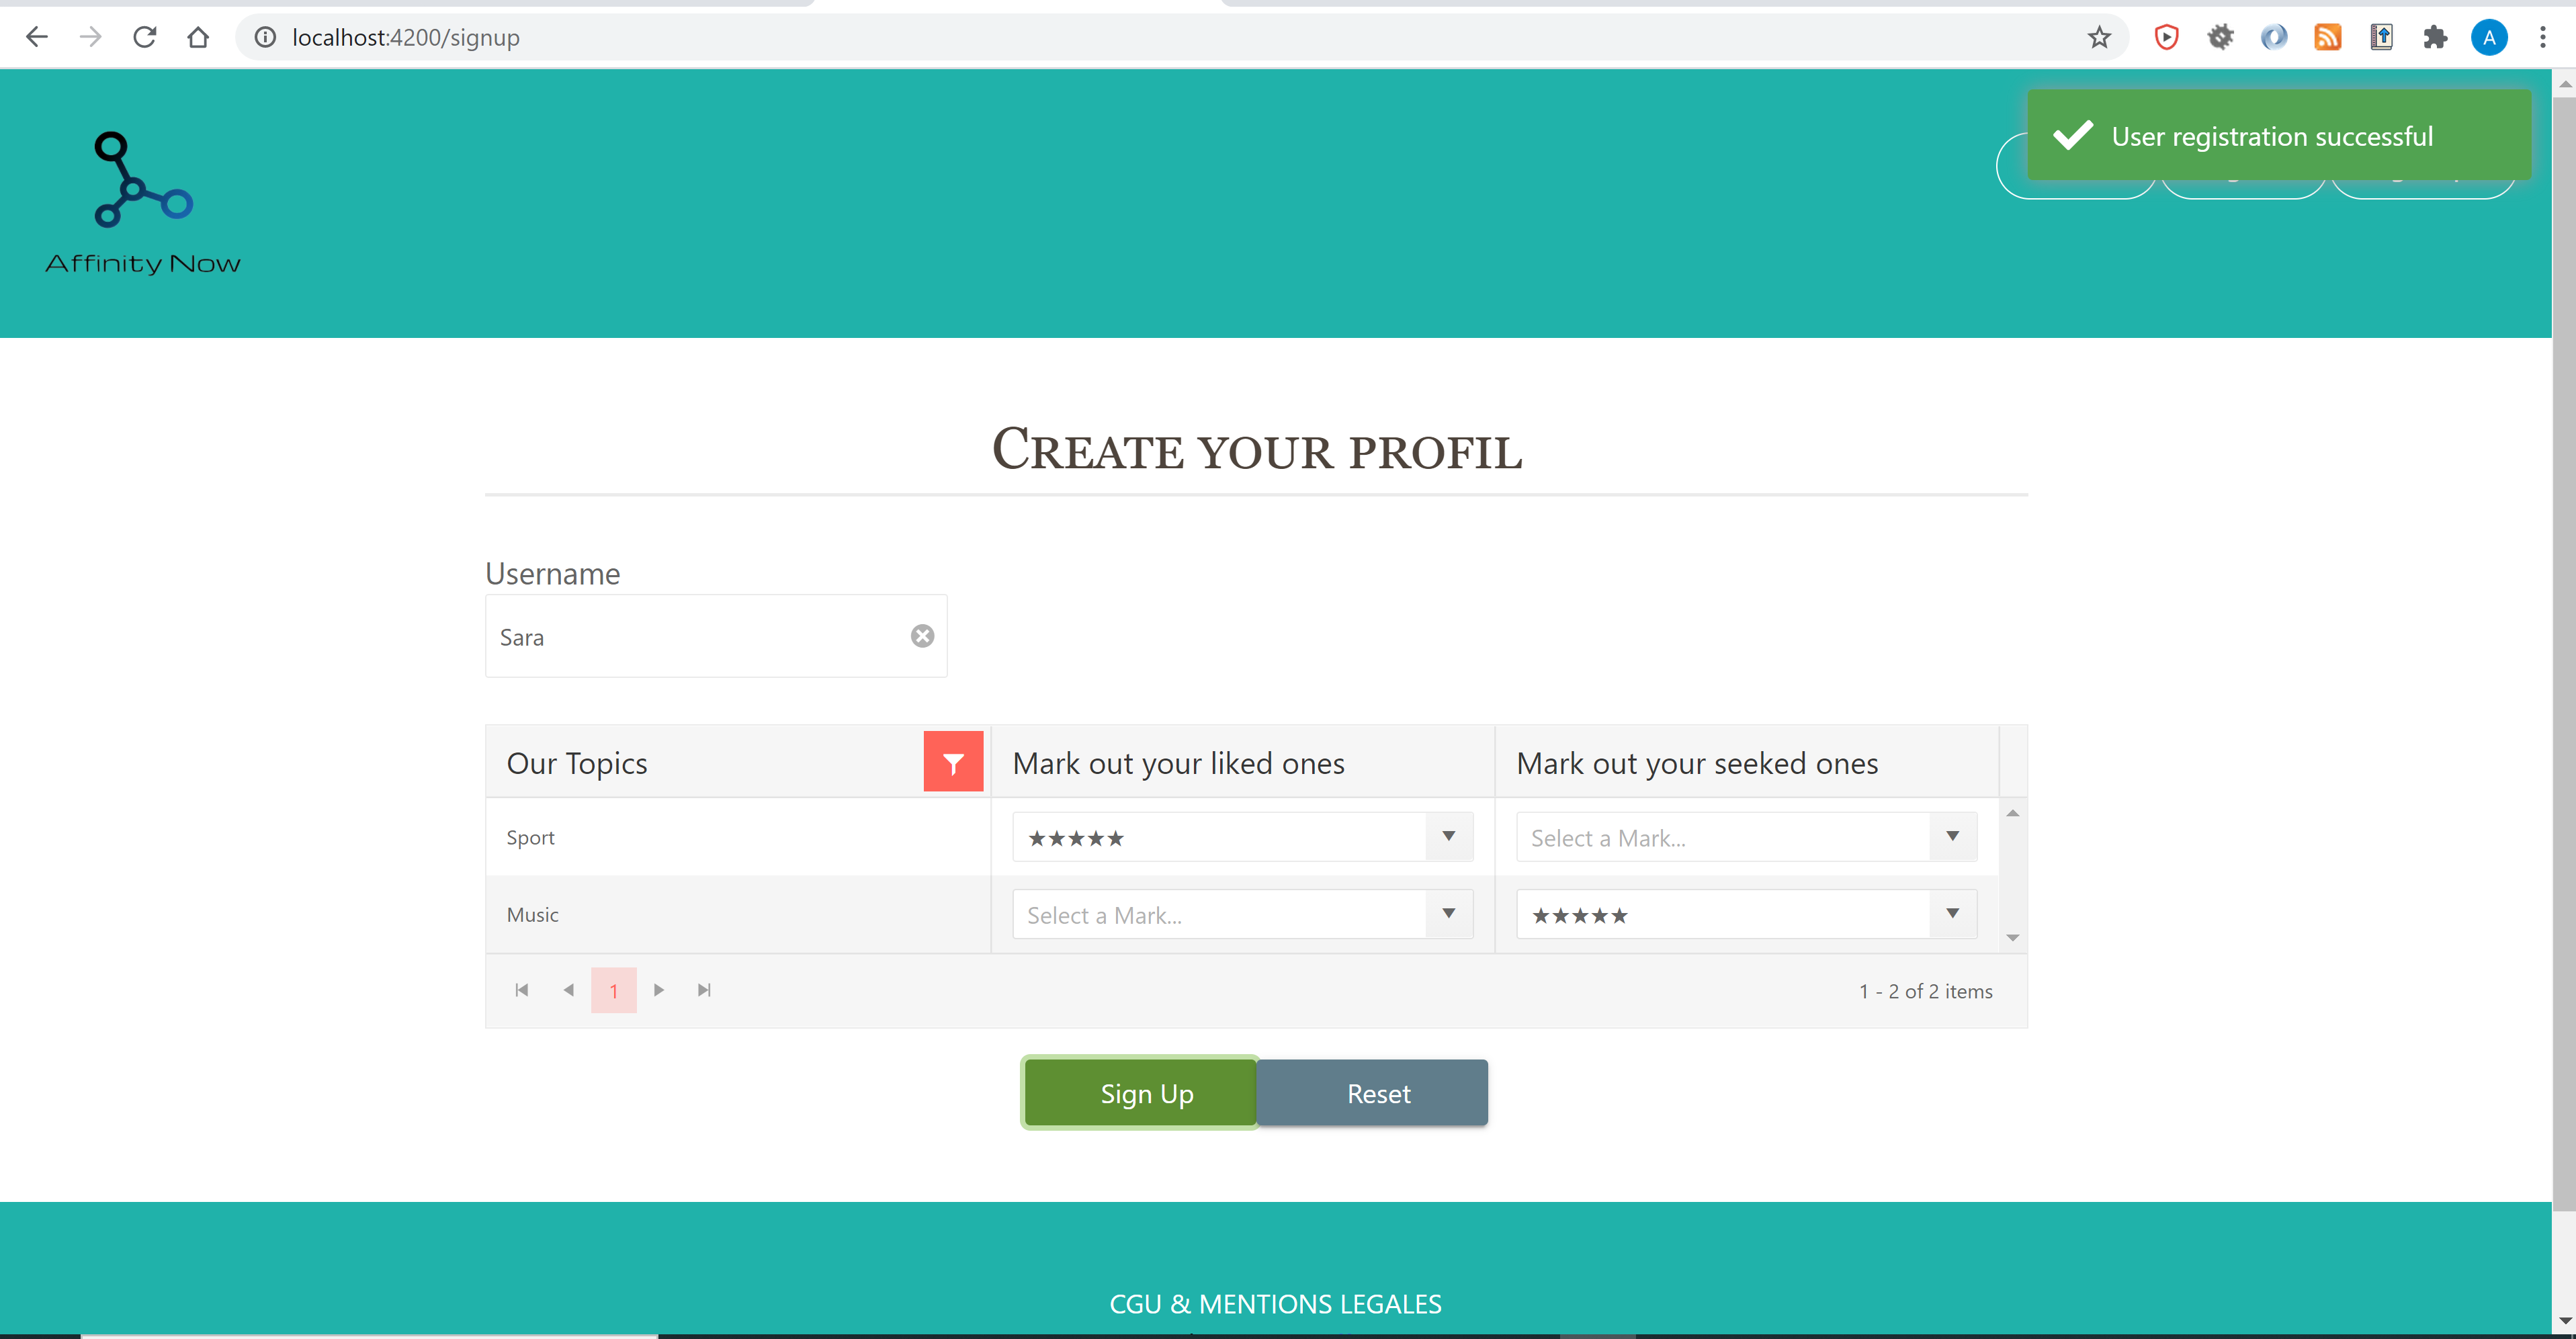 localhost:4200/signup
A
User registration successful
Affinity Now
CREATE YOUR PROFIL
Username
Sara
Our Topics
Mark out your liked ones
Mark out your seeked ones
Sport
★★★★★
Select a Mark...
Music
Select a Mark...
★★★★★
1
1 - 2 of 2 items
Sign Up
Reset
CGU & MENTIONS LEGALES